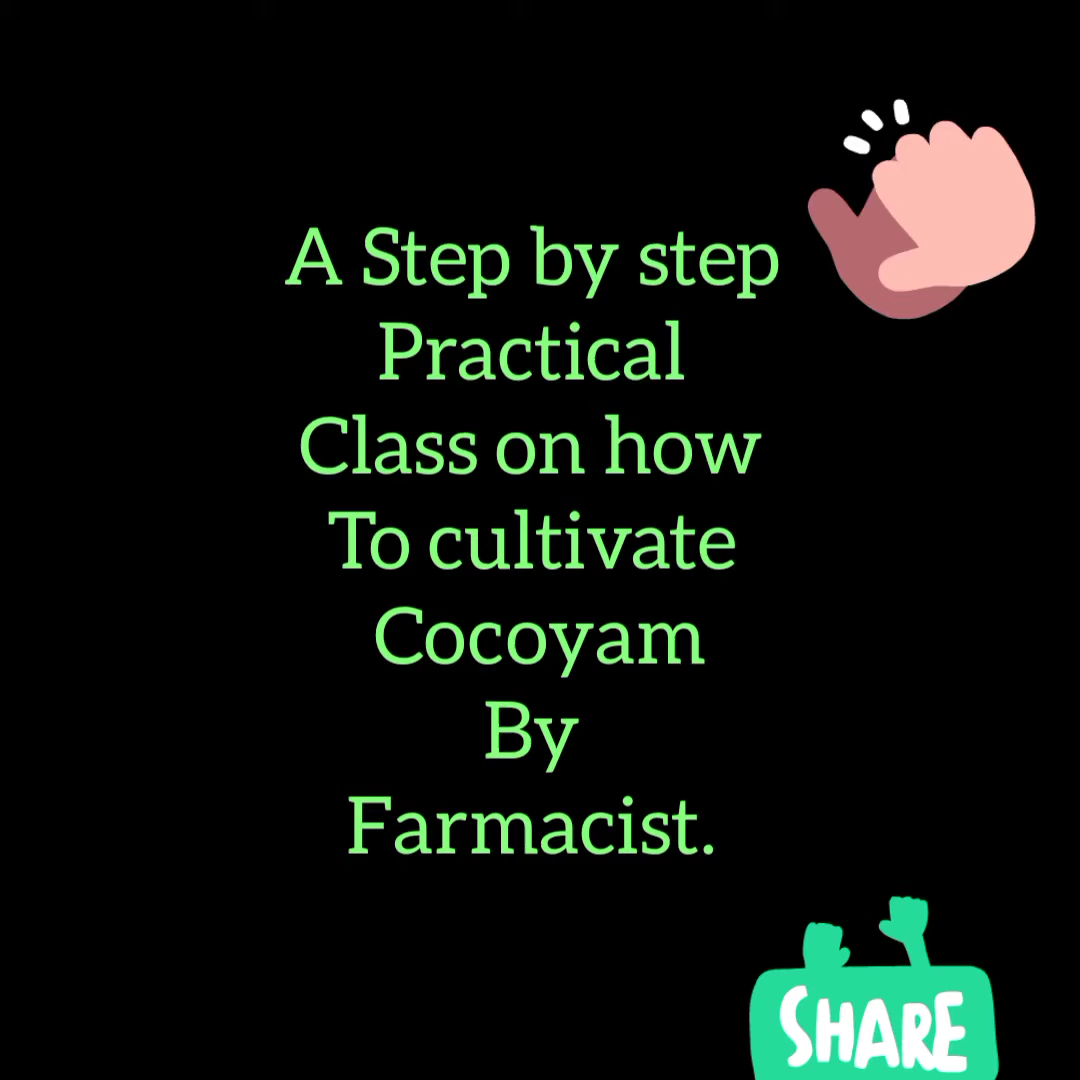 A Step by step
Practical
Class on how
To cultivate
Cocoyam
By
Farmacist.
SHARE